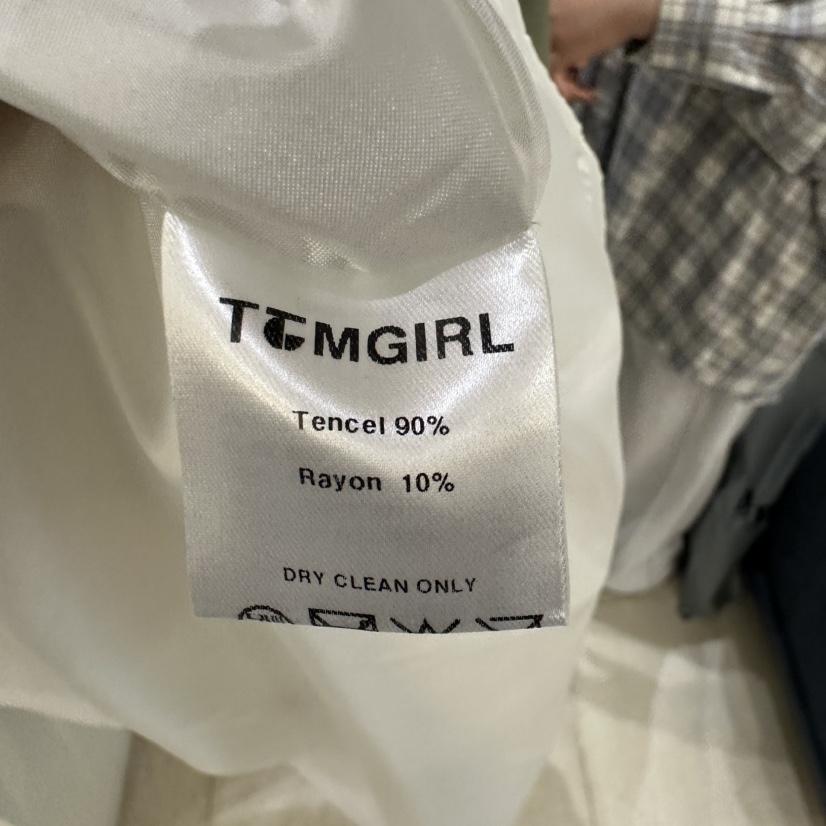 TOMGIRL
Tencel 90%
Rayon 10%
DRY CLEAN ONLY